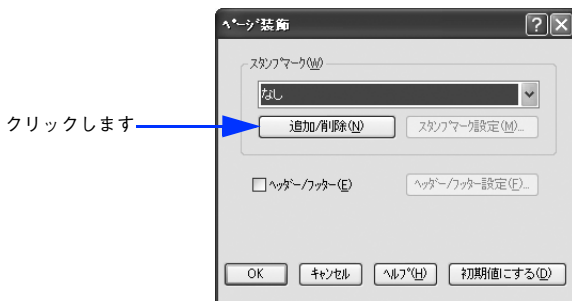 ページ装飾
スタンプマーク(W)
なし
クリックします
追加/削除(N) スタンプマーク設定(M)...
ヘッダー/フッター(E) ヘッダー/フッター設定(F)...
OK キャンセル ヘルプ(H) 初期値にする(D)